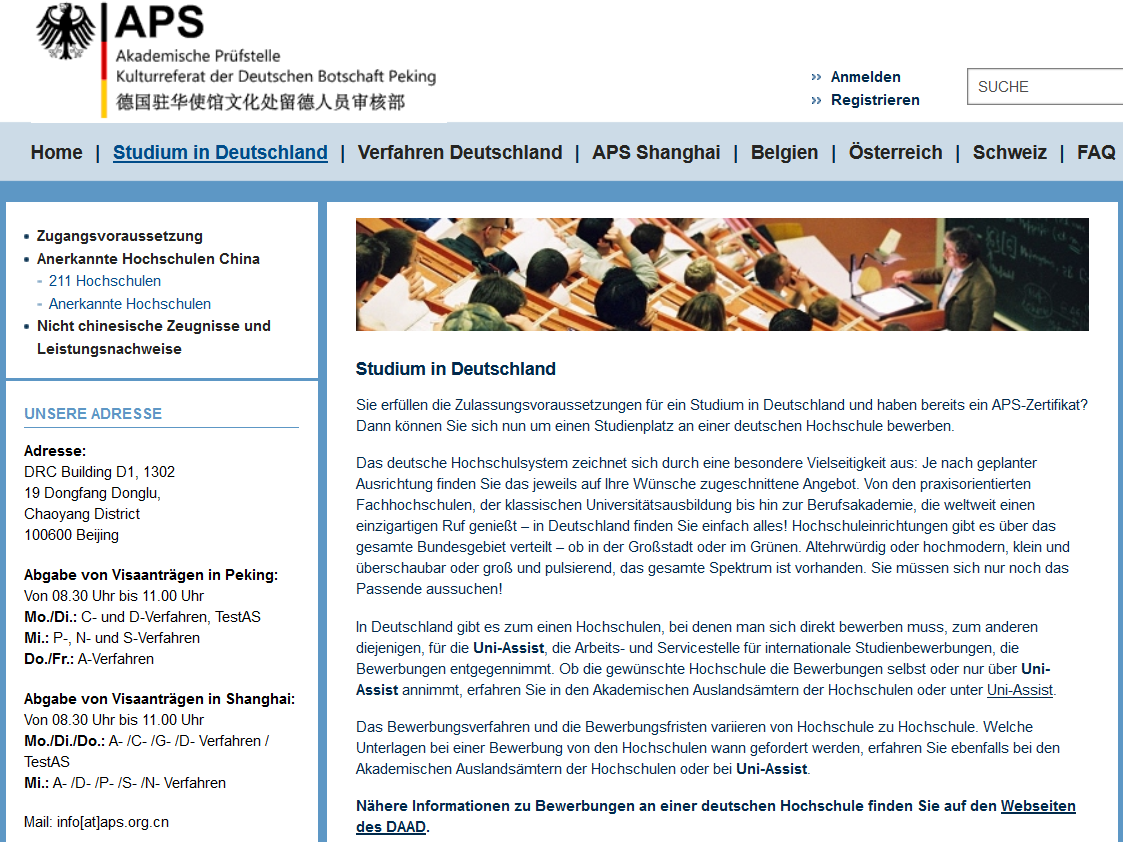 APS
Akademische Prüfstelle
Kulturreferat der Deutschen Botschaft Peking
德国驻华使馆文化处留德人员审核部
» Anmelden
» Registrieren
SUCHE
Home | Studium in Deutschland | Verfahren Deutschland | APS Shanghai | Belgien | Österreich | Schweiz | FAQ
Zugangsvoraussetzung
Anerkannte Hochschulen China
- 211 Hochschulen
- Anerkannte Hochschulen
Nicht chinesische Zeugnisse und
Leistungsnachweise
UNSERE ADRESSE
Adresse:
DRC Building D1, 1302
19 Dongfang Donglu,
Chaoyang District
100600 Beijing
Abgabe von Visaanträgen in Peking:
Von 08.30 Uhr bis 11.00 Uhr
Mo./Di.: C- und D-Verfahren, TestAS
Mi.: P-, N- und S-Verfahren
Do./Fr.: A-Verfahren
Abgabe von Visaanträgen in Shanghai:
Von 08.30 Uhr bis 11.00 Uhr
Mo./Di./Do.: A- /C- /G- /D- Verfahren /
TestAS
Mi.: A- /D- /P- /S- /N- Verfahren
Mail: info[at]aps.org.cn
Studium in Deutschland
Sie erfüllen die Zulassungsvoraussetzungen für ein Studium in Deutschland und haben bereits ein APS-Zertifikat?
Dann können Sie sich nun um einen Studienplatz an einer deutschen Hochschule bewerben.
Das deutsche Hochschulsystem zeichnet sich durch eine besondere Vielseitigkeit aus: Je nach geplanter
Ausrichtung finden Sie das jeweils auf Ihre Wünsche zugeschnittene Angebot. Von den praxisorientierten
Fachhochschulen, der klassischen Universitätsausbildung bis hin zur Berufsakademie, die weltweit einen
einzigartigen Ruf genießt – in Deutschland finden Sie einfach alles! Hochschuleinrichtungen gibt es über das
gesamte Bundesgebiet verteilt – ob in der Großstadt oder im Grünen. Altehrwürdig oder hochmodern, klein und
überschaubar oder groß und pulsierend, das gesamte Spektrum ist vorhanden. Sie müssen sich nur noch das
Passende aussuchen!
In Deutschland gibt es zum einen Hochschulen, bei denen man sich direkt bewerben muss, zum anderen
diejenigen, für die Uni-Assist, die Arbeits- und Servicestelle für internationale Studienbewerbungen, die
Bewerbungen entgegennimmt. Ob die gewünschte Hochschule die Bewerbungen selbst oder nur über Uni-
Assist annimmt, erfahren Sie in den Akademischen Auslandsämtern der Hochschulen oder unter Uni-Assist.
Das Bewerbungsverfahren und die Bewerbungsfristen variieren von Hochschule zu Hochschule. Welche
Unterlagen bei einer Bewerbung von den Hochschulen wann gefordert werden, erfahren Sie ebenfalls bei den
Akademischen Auslandsämtern der Hochschulen oder bei Uni-Assist.
Nähere Informationen zu Bewerbungen an einer deutschen Hochschule finden Sie auf den Webseiten
des DAAD.